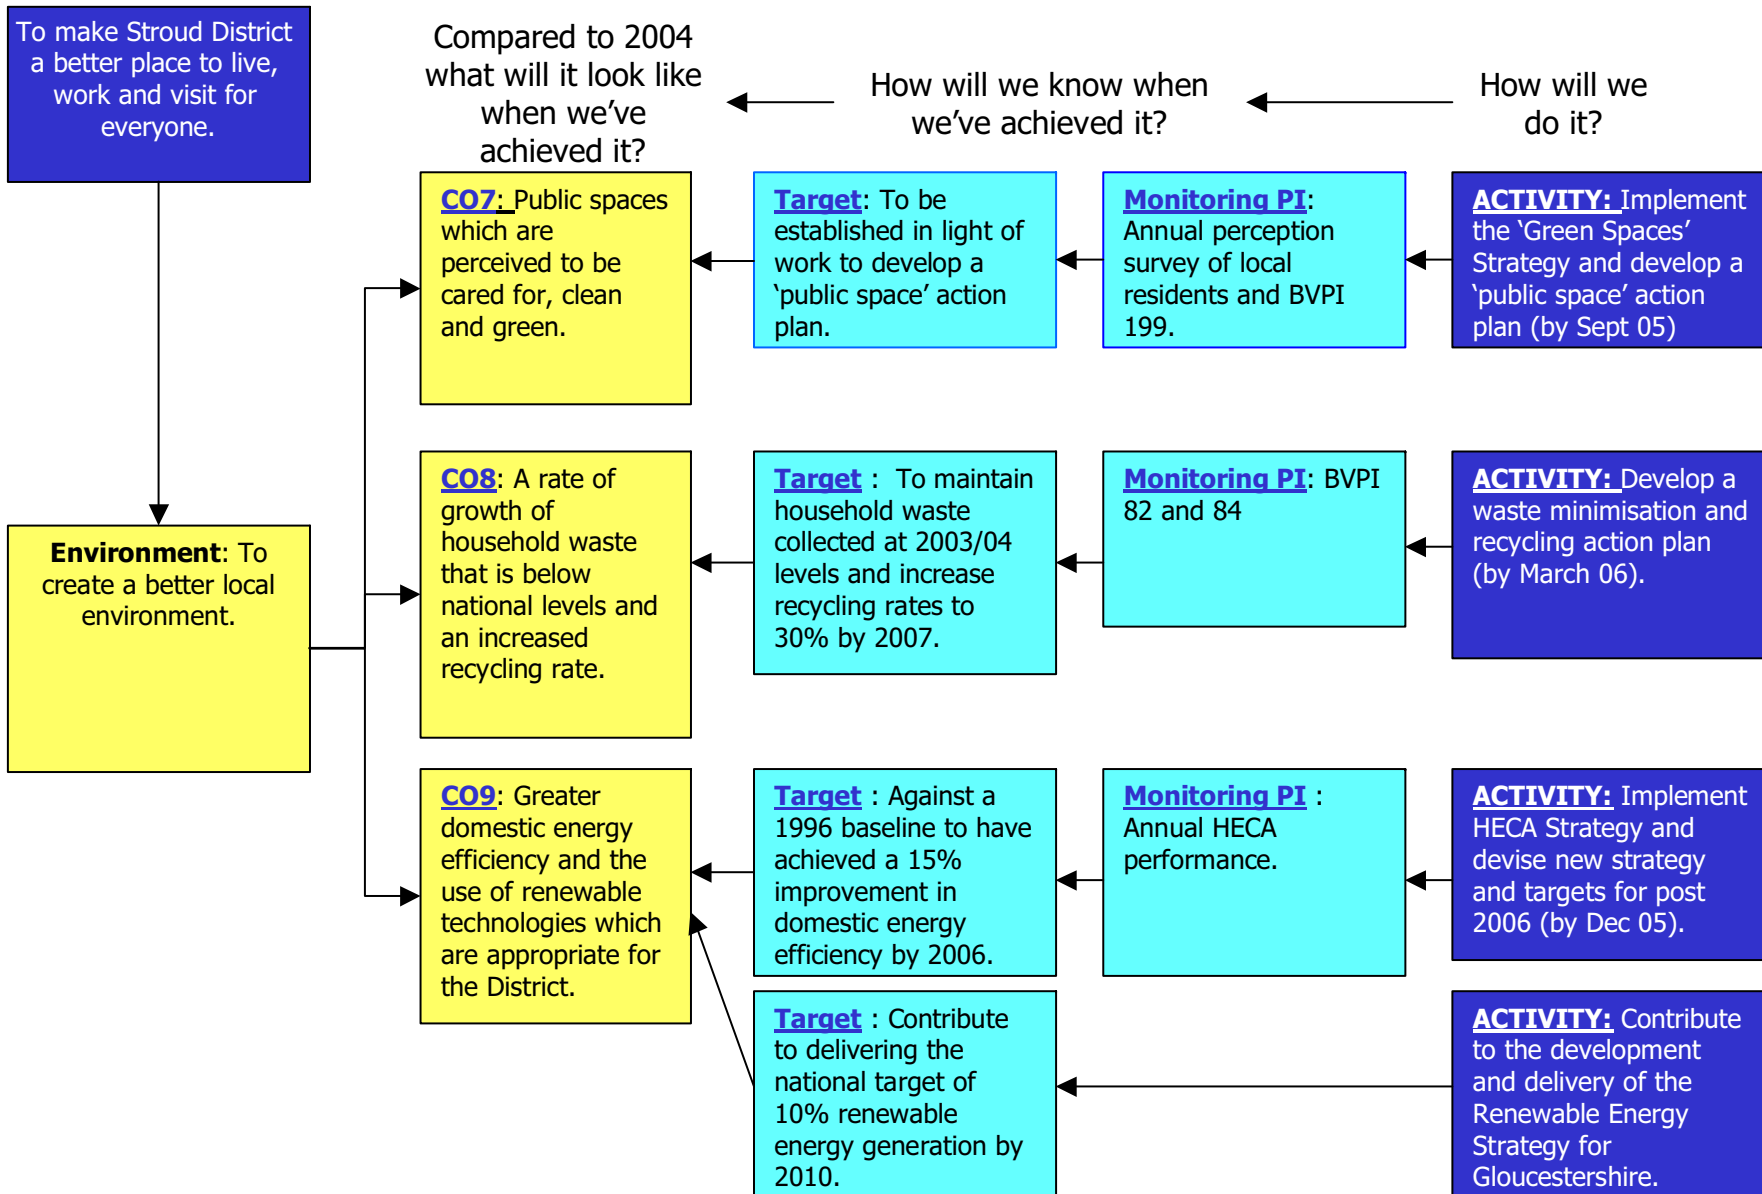 To make Stroud District
a better place to live,
work and visit for
everyone.
Compared to 2004
what will it look like
when we’ve
achieved it?
How will we know when
we’ve achieved it?
How will we
do it?
CO7: Public spaces
which are
perceived to be
cared for, clean
and green.
Target: To be
established in light of
work to develop a
‘public space’ action
plan.
Monitoring PI:
Annual perception
survey of local
residents and BVPI
199.
ACTIVITY: Implement
the ‘Green Spaces’
Strategy and develop a
‘public space’ action
plan (by Sept 05)
Environment: To
create a better local
environment.
CO8: A rate of
growth of
household waste
that is below
national levels and
an increased
recycling rate.
Target : To maintain
household waste
collected at 2003/04
levels and increase
recycling rates to
30% by 2007.
Monitoring PI: BVPI
82 and 84
ACTIVITY: Develop a
waste minimisation and
recycling action plan
(by March 06).
CO9: Greater
domestic energy
efficiency and the
use of renewable
technologies which
are appropriate for
the District.
Target : Against a
1996 baseline to have
achieved a 15%
improvement in
domestic energy
efficiency by 2006.
Monitoring PI :
Annual HECA
performance.
ACTIVITY: Implement
HECA Strategy and
devise new strategy
and targets for post
2006 (by Dec 05).
Target : Contribute
to delivering the
national target of
10% renewable
energy generation by
2010.
ACTIVITY: Contribute
to the development
and delivery of the
Renewable Energy
Strategy for
Gloucestershire.